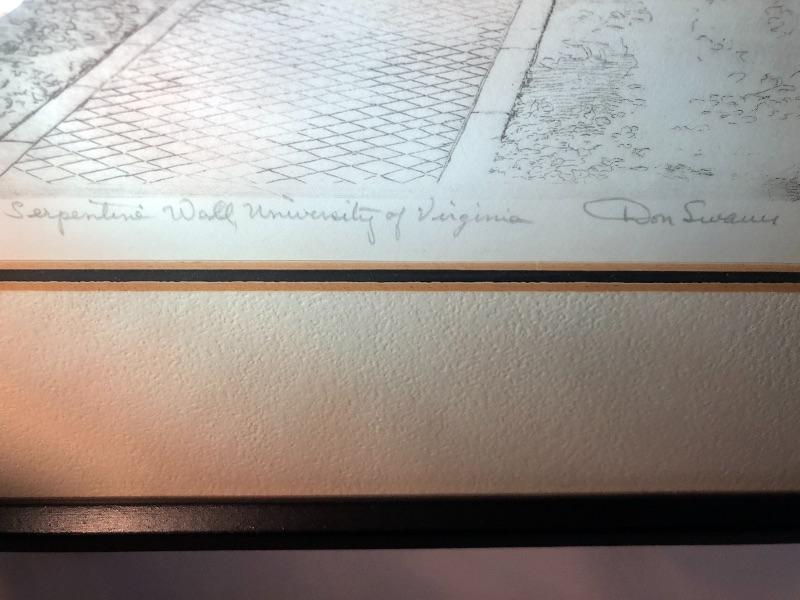 Serpentine Wall, University of Virginia Don Swann